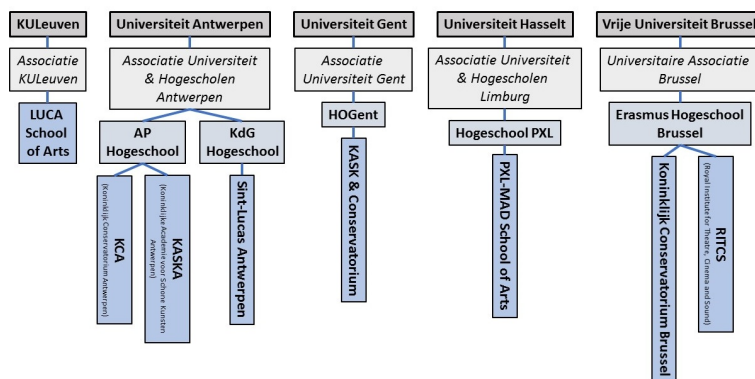 KULeuven
Associatie
KULeuven
LUCA
School
of Arts
Universiteit Antwerpen
Associatie Universiteit
& Hogescholen
Antwerpen
AP
Hogeschool
KCA
(Koninklijk Conservatorium Antwerpen)
KASKA
(Koninklijke Academie voor Schone Kunsten
Antwerpen)
KdG
Hogeschool
Sint-Lucas Antwerpen
Universiteit Gent
Associatie
Universiteit Gent
HOGent
KASK & Conservatorium
Universiteit Hasselt
Associatie Universiteit
& Hogescholen
Limburg
Hogeschool PXL
PXL-MAD School of Arts
Vrije Universiteit Brussel
Universitaire Associatie
Brussel
Erasmus Hogeschool
Brussel
Koninklijk Conservatorium Brussel
RITCS
(Royal Institute for Theatre, Cinema and Sound)